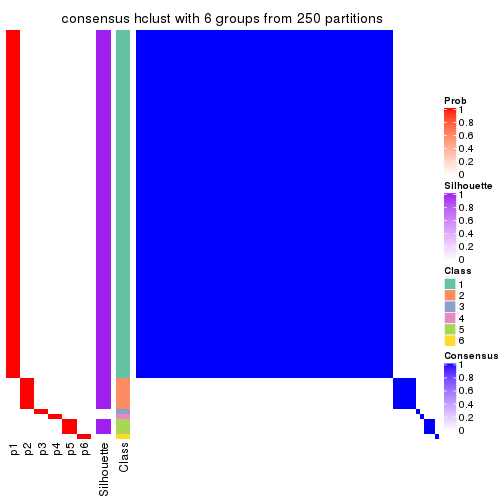 consensus hclust with 6 groups from 250 partitions
Prob
1
0.8
0.6
0.4
0.2
0
Silhouette
1
0.8
0.6
0.4
0.2
0
Class
1
2
3
4
5
6
Consensus
1
0.8
0.6
0.4
0.2
0
p1
p2
p3
p4
p5
p6
Silhouette
Class